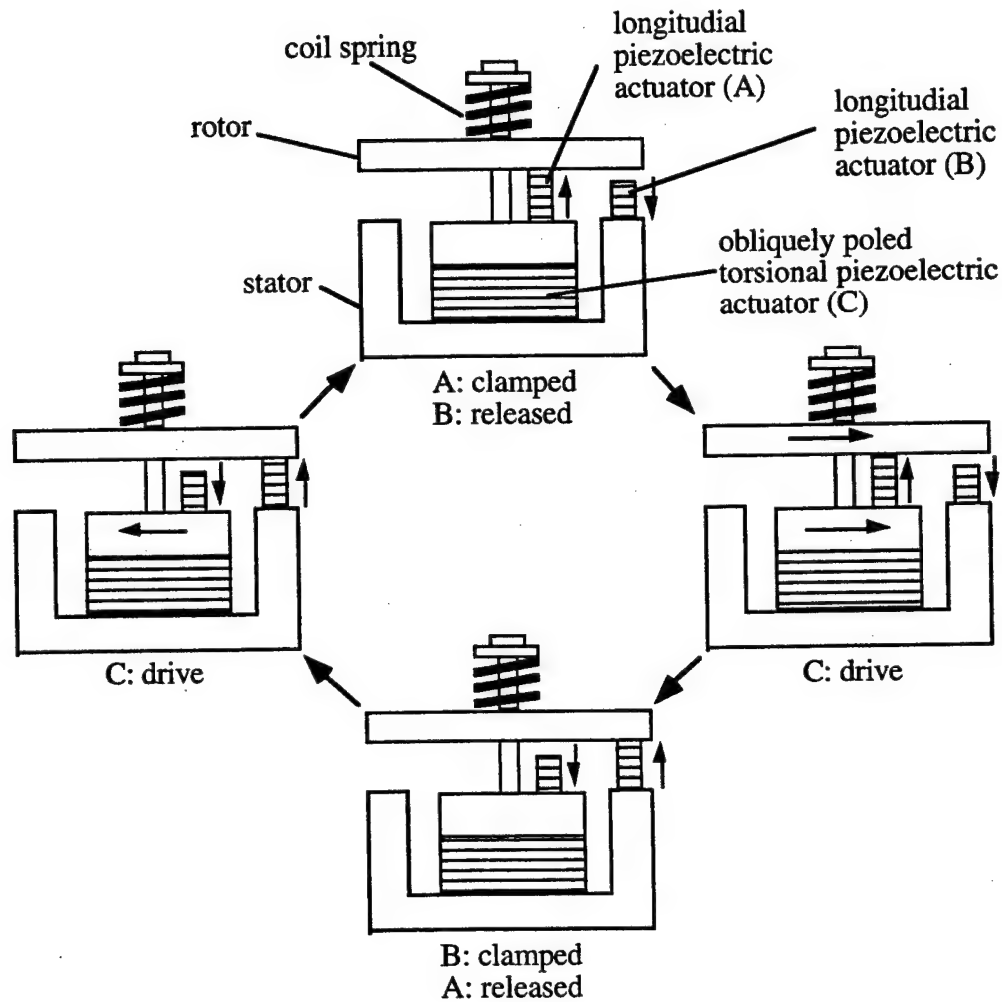 coil spring
longitudial
piezoelectric
actuator (A)
longitudial
piezoelectric
actuator (B)
rotor
obliquely poled
torsional piezoelectric
actuator (C)
stator
A: clamped
B: released
C: drive
C: drive
B: clamped
A: released